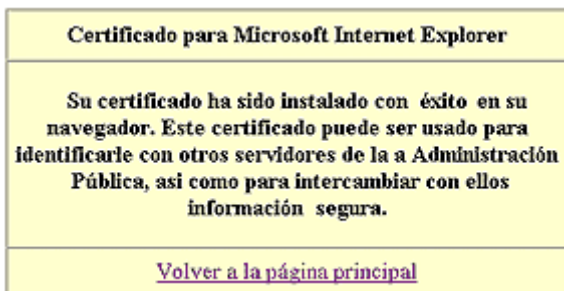 Certificado para Microsoft Internet Explorer
Su certificado ha sido instalado con éxito en su
navegador. Este certificado puede ser usado para
identificarle con otros servidores de la a Administración
Pública, asi como para intercambiar con ellos
información segura.
Volver a la página principal